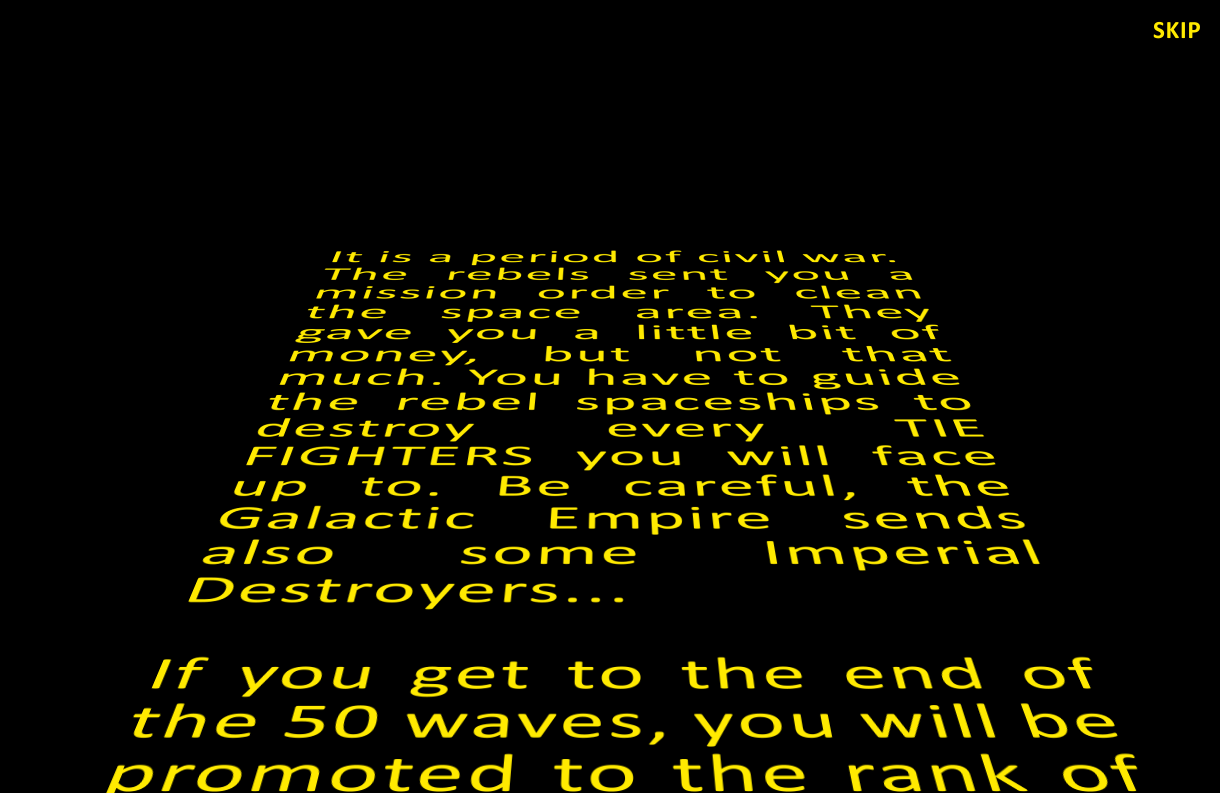 SKIP
It is a period of civil war.
The rebels sent you a
mission order to clean
the space area. They
gave you a little bit of
money, but not that
much. You have to guide
the rebel spaceships to
destroy every TIE
FIGHTERS you will face
up to. Be careful, the
Galactic Empire sends
also some Imperial
Destroyers...
If you get to the end of
the 50 waves, you will be
promoted to the rank of